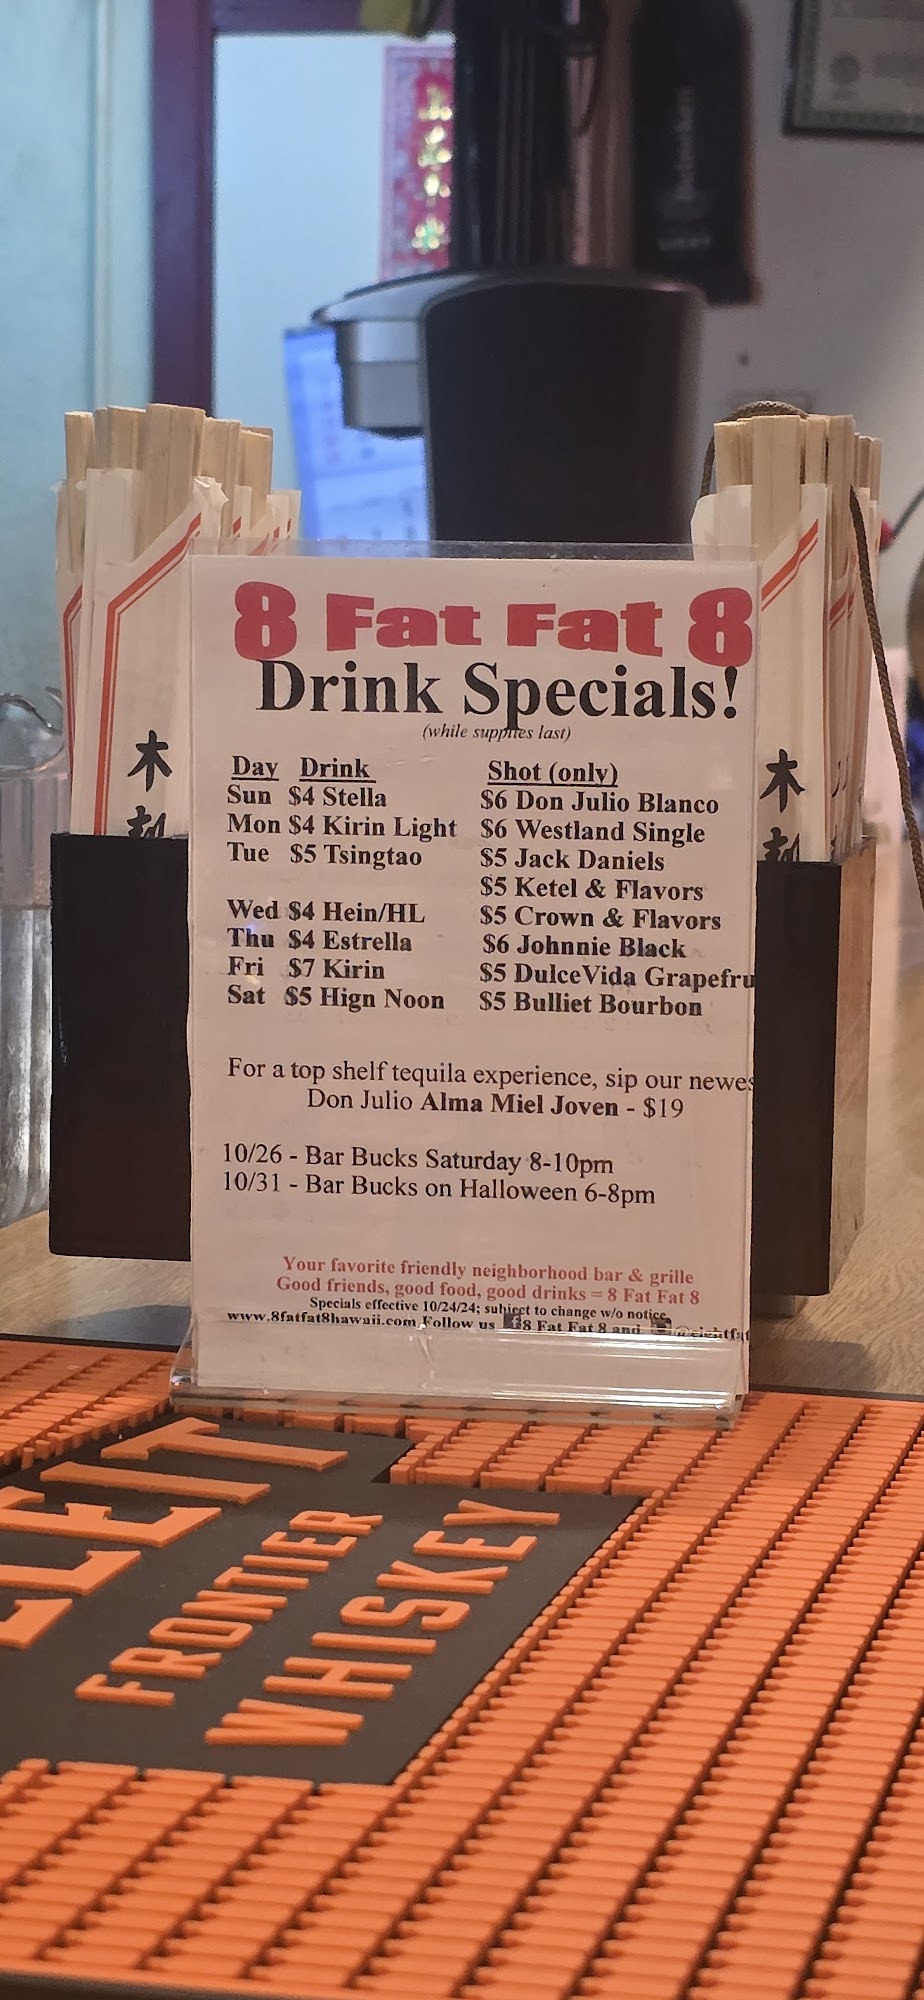 8 Fat Fat 8
Drink Specials!
(while supplies last)
Day Drink Shot (only)
Sun $4 Stella $6 Don Julio Blanco
Mon $4 Kirin Light $6 Westland Single
Tue $5 Tsingtao $5 Jack Daniels
$5 Ketel & Flavors
Wed $4 Hein/HL $5 Crown & Flavors
Thu $4 Estrella $6 Johnnie Black
Fri $7 Kirin $5 DulceVida Grapefru
Sat $5 Hign Noon $5 Bulliet Bourbon
For a top shelf tequila experience, sip our newes
Don Julio Alma Miel Joven - $19
10/26 - Bar Bucks Saturday 8-10pm
10/31 - Bar Bucks on Halloween 6-8pm
Your favorite friendly neighborhood bar & grille
Good friends, good food, good drinks = 8 Fat Fat 8
Specials effective 10/24/24; subject to change w/o notice.
www.8fatfat8hawaii.com Follow us f 8 Fat Fat 8 and @eightfat
木
木
LLEIT
FRONTIER
WHISKEY